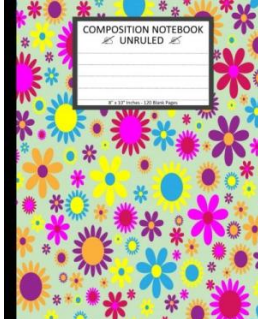 COMPOSITION NOTEBOOK
UNRULED
8" x 10" Inches - 120 Blank Pages